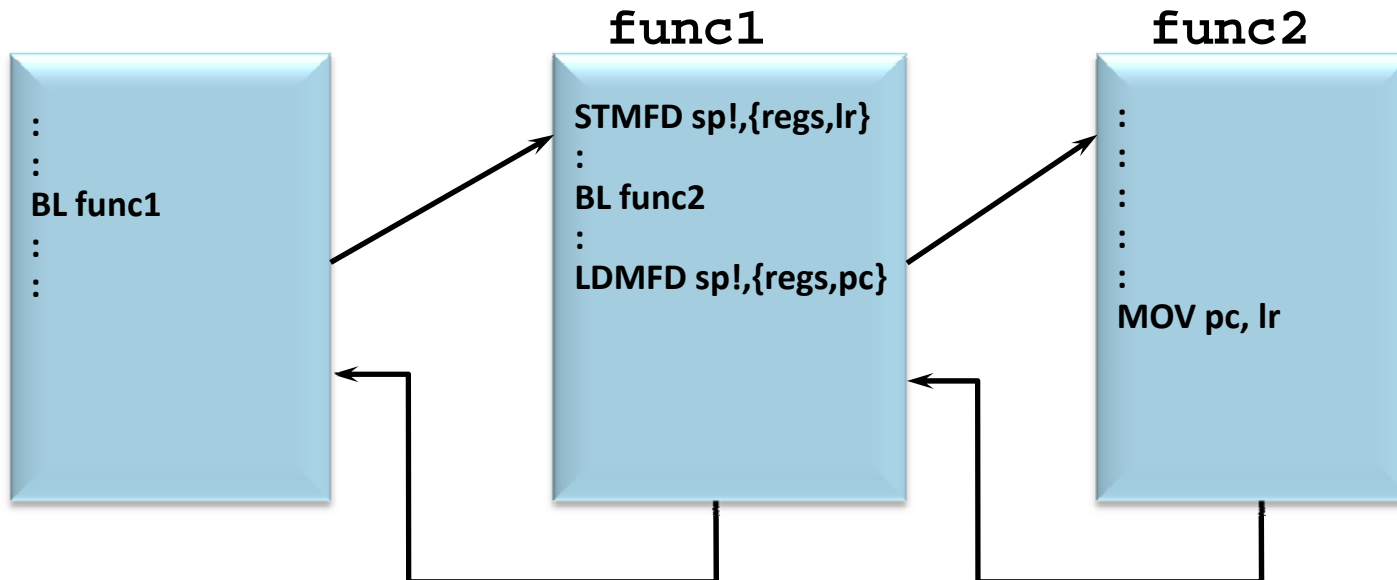 func1
func2
:
:
BL func1
:
:
STMFD sp!,{regs,lr}
:
BL func2
:
LDMFD sp!,{regs,pc}
:
:
:
:
:
MOV pc, lr